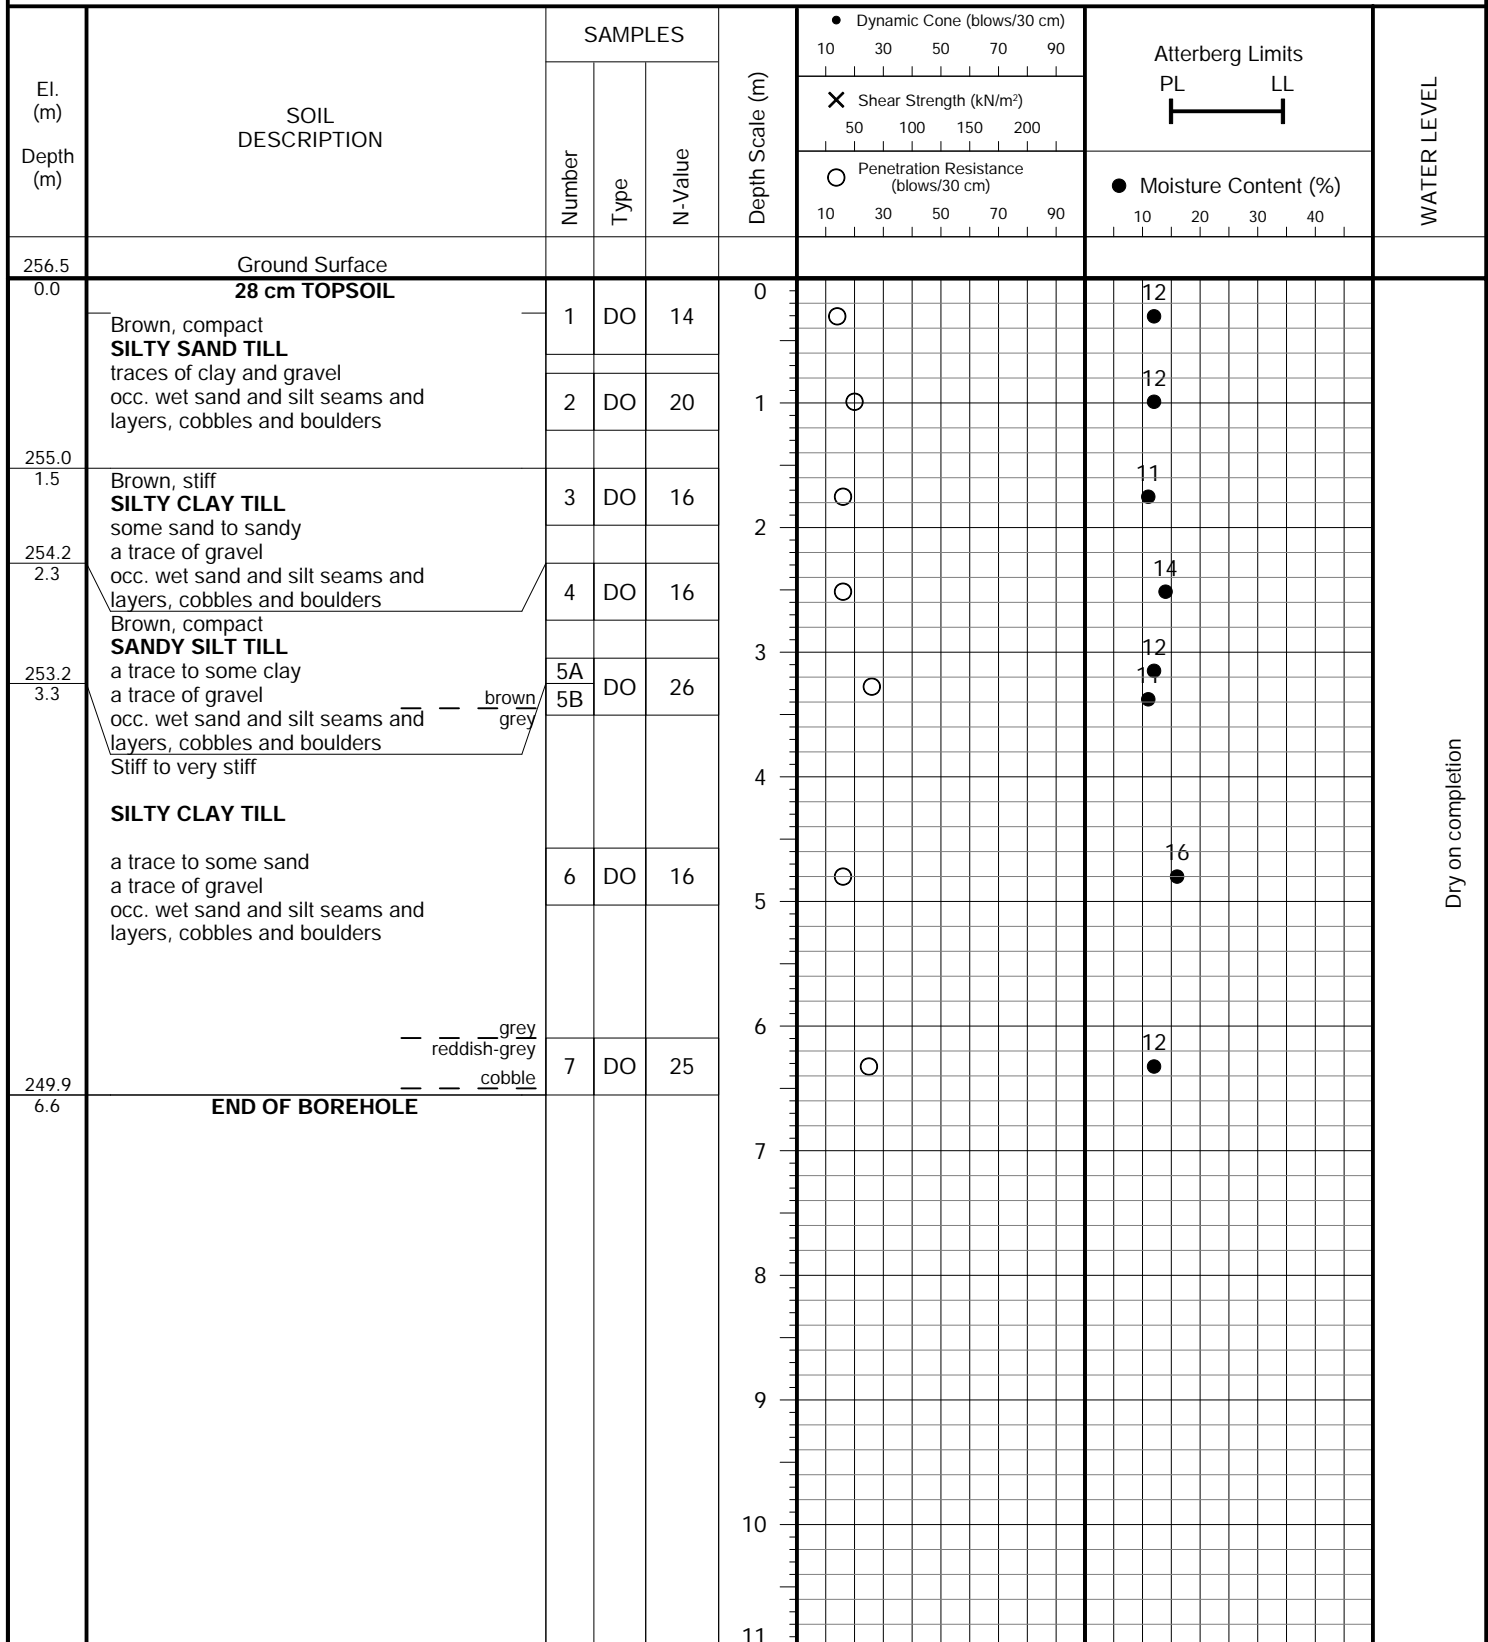 El.
(m)
Depth
(m)
SOIL
DESCRIPTION
SAMPLES
Number
Type
N-Value
Depth Scale (m)
Dynamic Cone (blows/30 cm)
10 30 50 70 90
Shear Strength (kN/m²)
50 100 150 200
Penetration Resistance
(blows/30 cm)
10 30 50 70 90
Atterberg Limits
PL LL
Moisture Content (%)
10 20 30 40
WATER LEVEL
256.5 Ground Surface
0.0 28 cm TOPSOIL 0 12
Brown, compact 1 DO 14
SILTY SAND TILL
traces of clay and gravel 12
occ. wet sand and silt seams and 2 DO 20 1
layers, cobbles and boulders
255.0
1.5 Brown, stiff 11
SILTY CLAY TILL 3 DO 16
some sand to sandy 2
254.2 a trace of gravel
2.3 occ. wet sand and silt seams and 14
layers, cobbles and boulders 4 DO 16
Brown, compact
SANDY SILT TILL 3 12
253.2 a trace to some clay 5A
3.3 a trace of gravel brown 5B DO 26
occ. wet sand and silt seams and grey
layers, cobbles and boulders
Stiff to very stiff 4
SILTY CLAY TILL
a trace to some sand 16
a trace of gravel 6 DO 16
occ. wet sand and silt seams and 5
layers, cobbles and boulders
Dry on completion
grey 6
reddish-grey 12
7 DO 25
249.9 cobble
6.6 END OF BOREHOLE
7
8
9
10
11